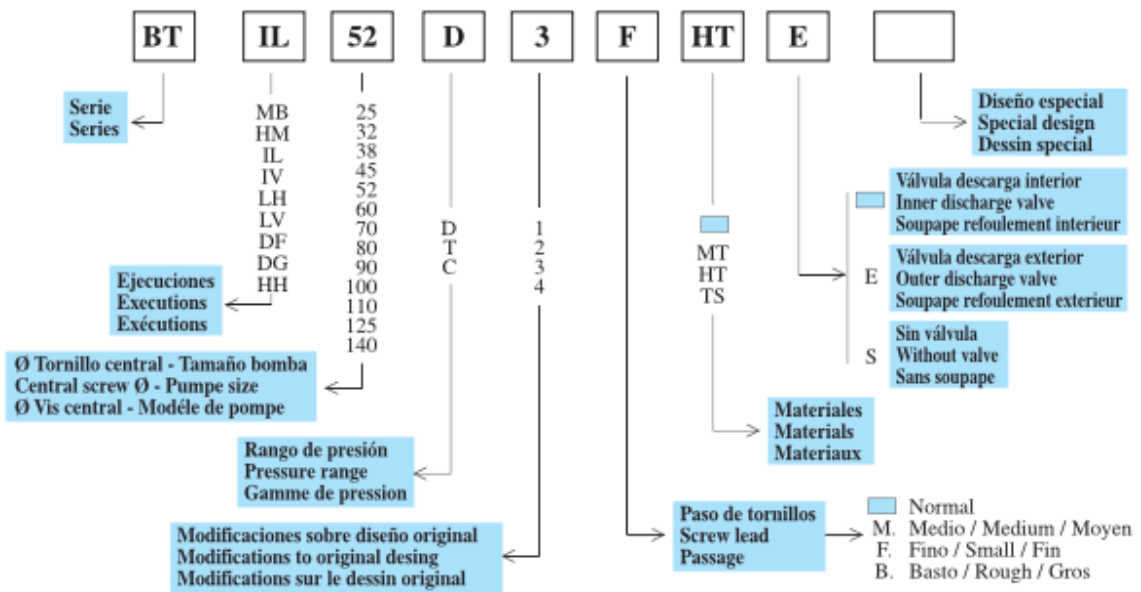 BT IL 52 D 3 F HT E
Serie
Series
MB
HM
IL
IV
LH
LV
DF
DG
HH
25
32
38
45
52
60
70
80
90
100
110
125
140
D
T
C
1
2
3
4
MT
HT
TS
Diseño especial
Special design
Dessin special
Válvula descarga interior
Inner discharge valve
Soupape refoulement interieur
E
Válvula descarga exterior
Outer discharge valve
Soupape refoulement exterieur
S
Sin válvula
Without valve
Sans soupape
Ejecuciones
Executions
Exécutions
Ø Tornillo central - Tamaño bomba
Central screw Ø - Pumpe size
Ø Vis central - Modéle de pompe
Materiales
Materials
Materiaux
Rango de presión
Pressure range
Gamme de pression
Paso de tornillos
Screw lead
Passage
Normal
M. Medio / Medium / Moyen
F. Fino / Small / Fin
B. Basto / Rough / Gros
Modificaciones sobre diseño original
Modifications to original desing
Modifications sur le dessin original